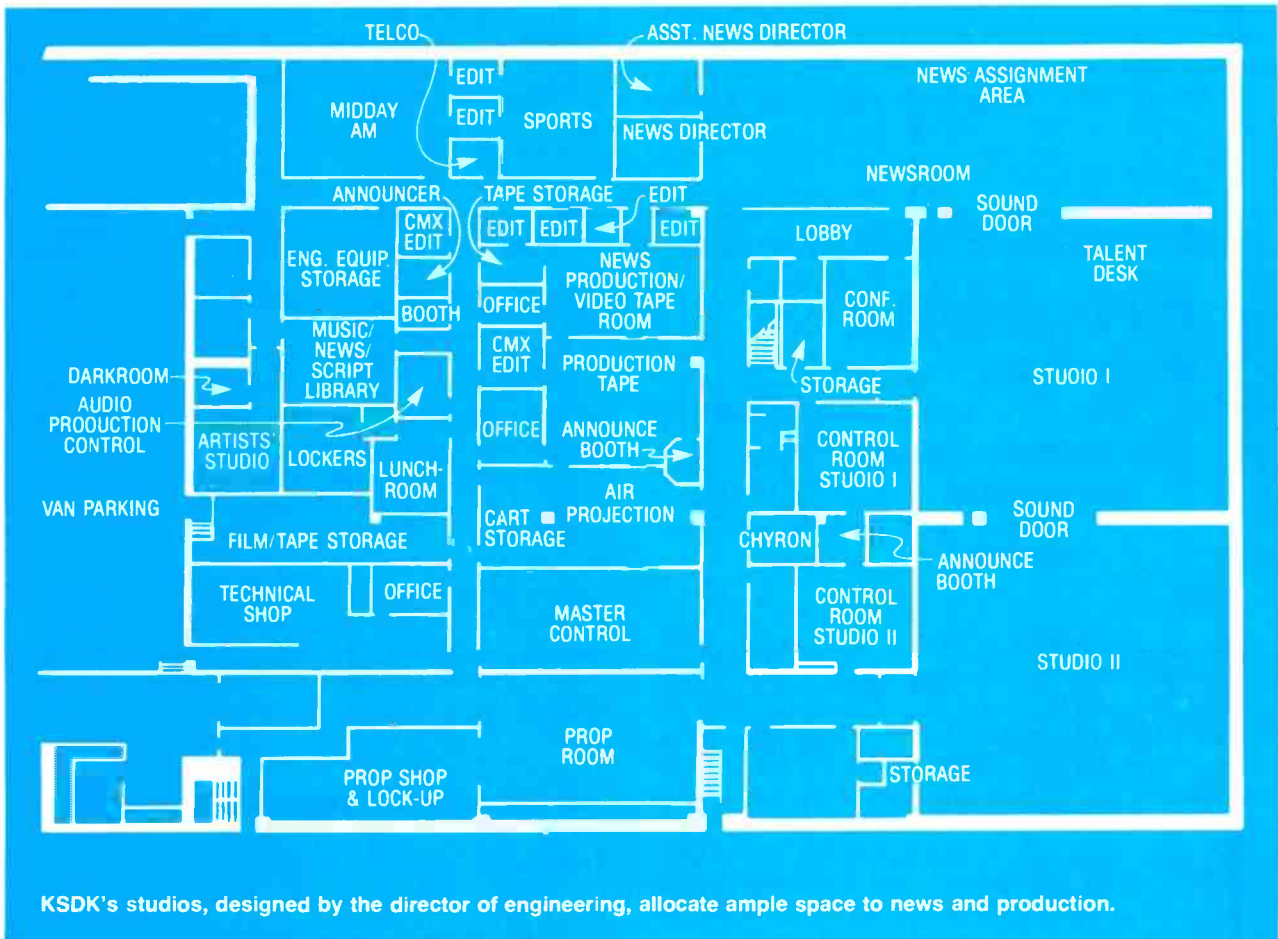 TELCO
ASST. NEWS DIRECTOR
EDIT
NEWS ASSIGNMENT
AREA
MIDDAY
AM
EDIT
SPORTS
NEWS DIRECTOR
NEWSROOM
ANNOUNCER
TAPE STORAGE
EDIT
SOUND
DOOR
CMX
EDIT
EDIT
EDIT
EDIT
LOBBY
TALENT
DESK
ENG. EQUIP.
STORAGE
NEWS
PRODUCTION/
VIDEO TAPE
ROOM
OFFICE
BOOTH
CONF.
ROOM
MUSIC/
NEWS/
SCRIPT
LIBRARY
CMX
EDIT
PRODUCTION
TAPE
STORAGE
STUOIO I
DARKROOM
AUDIO
PROOUCTION
CONTROL
ARTISTS'
STUDIO
LOCKERS
LUNCH-
ROOM
OFFICE
ANNOUNCE
BOOTH
CONTROL
ROOM
STUOIO I
VAN PARKING
AIR
PROJECTION
CART
STORAGE
SOUND
DOOR
FILM/TAPE STORAGE
CHYRON
ANNOUNCE
BOOTH
TECHNICAL
SHOP
OFFICE
MASTER
CONTROL
CONTROL
ROOM
STUDIO II
STUDIO II
PROP
ROOM
PROP SHOP
& LOCK-UP
STORAGE
KSDK's studios, designed by the director of engineering, allocate ample space to news and production.